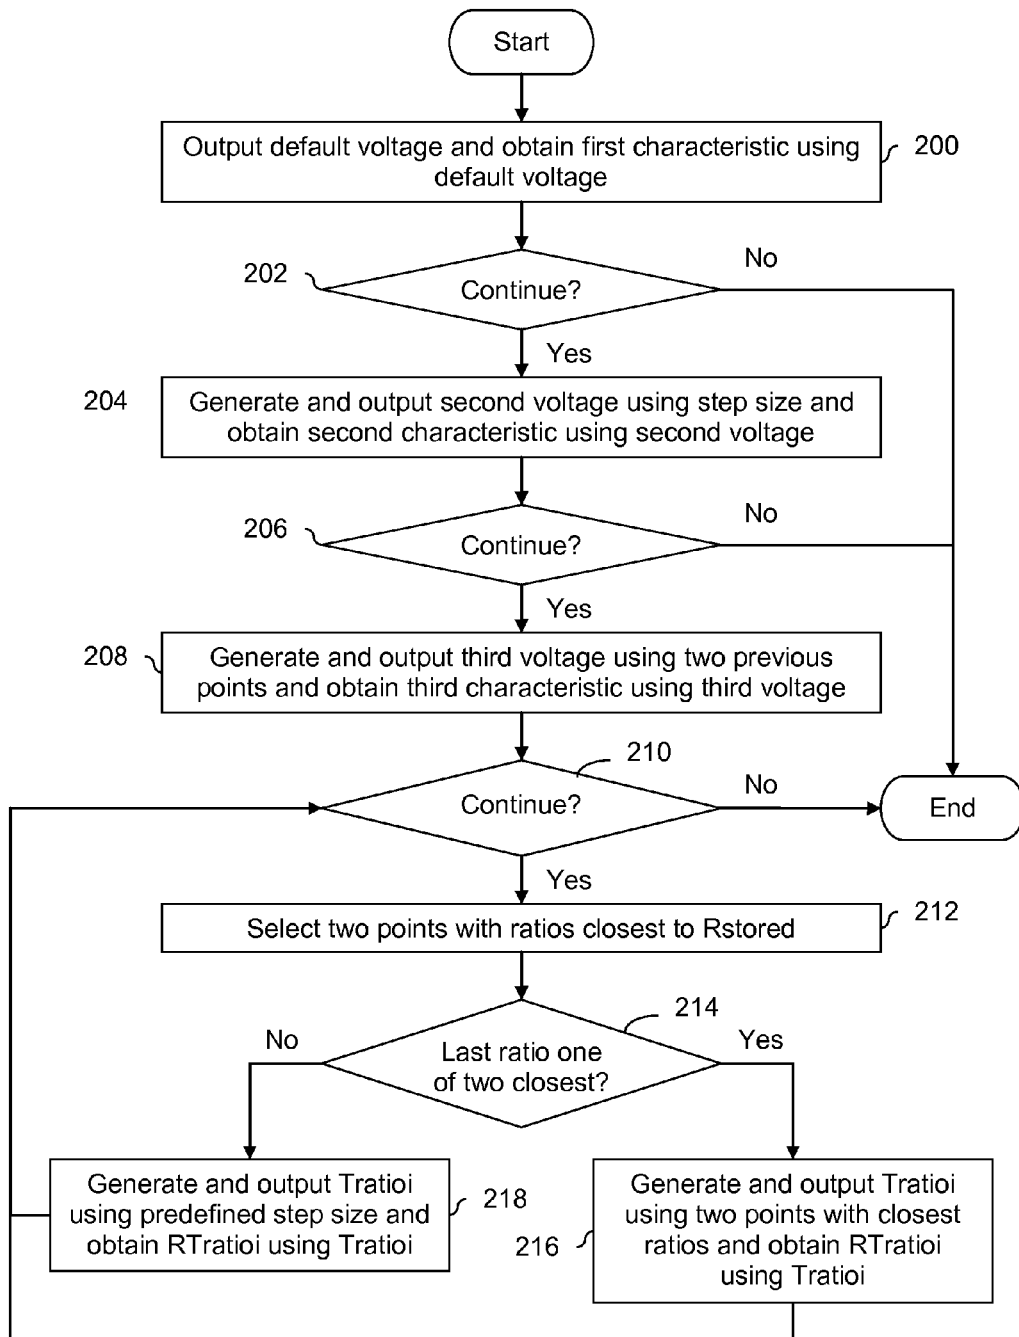 Start
Output default voltage and obtain first characteristic using
default voltage
200
202
Continue?
No
Yes
204
Generate and output second voltage using step size and
obtain second characteristic using second voltage
206
Continue?
No
Yes
208
Generate and output third voltage using two previous
points and obtain third characteristic using third voltage
210
Continue?
No
End
Yes
Select two points with ratios closest to Rstored
212
214
No
Last ratio one
of two closest?
Yes
Generate and output Tratioi
using predefined step size and
obtain RTratioi using Tratioi
218
Generate and output Tratioi
using two points with closest
ratios and obtain RTratioi
using Tratioi
216